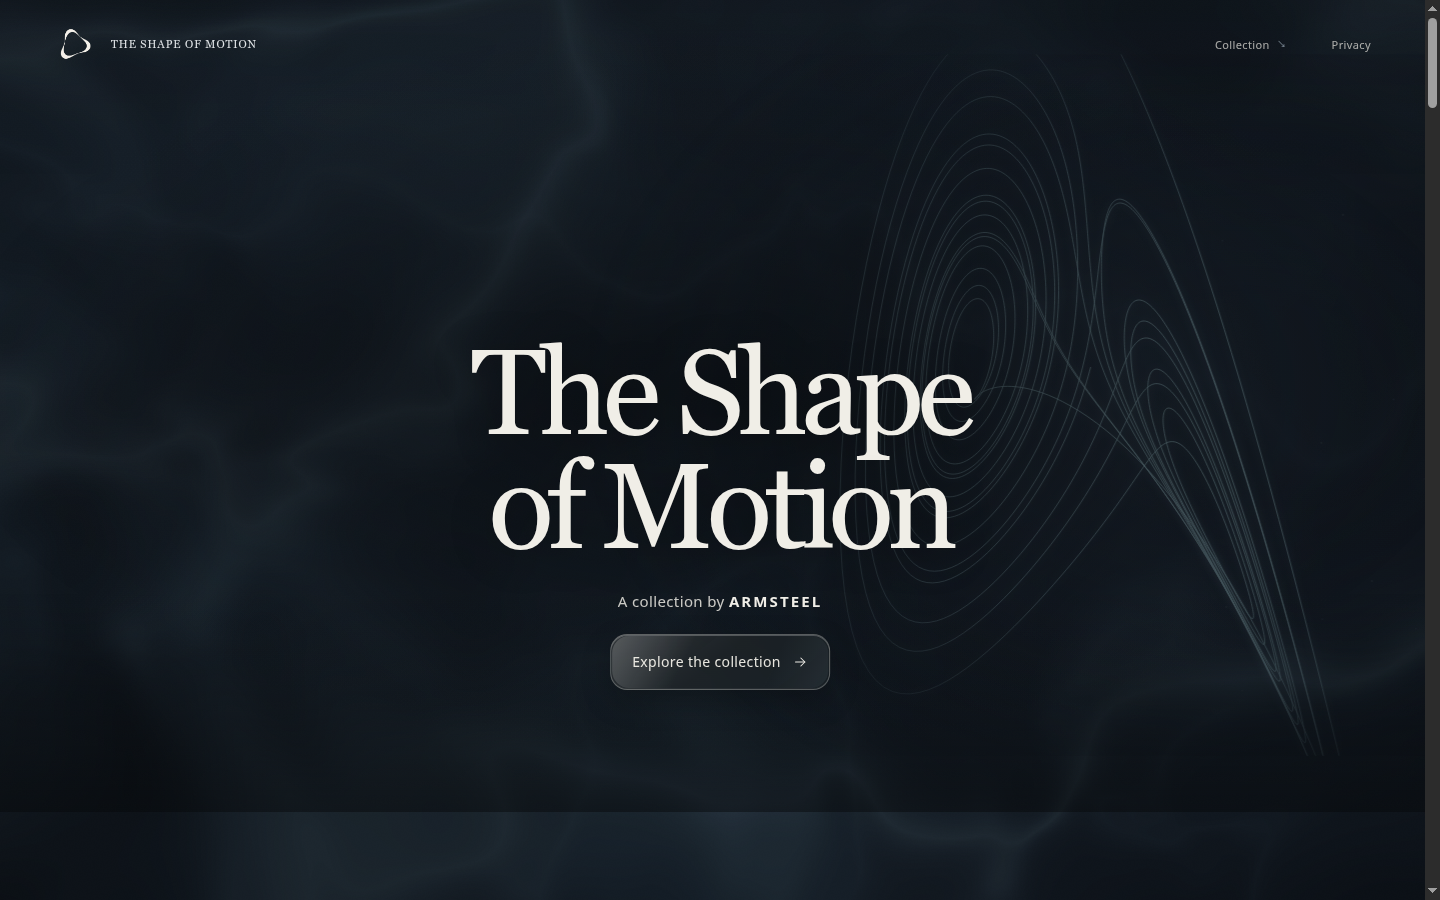 THE SHAPE OF MOTION
Collection ↘
Privacy
The Shape
of Motion
A collection by ARMSTEEL
Explore the collection →